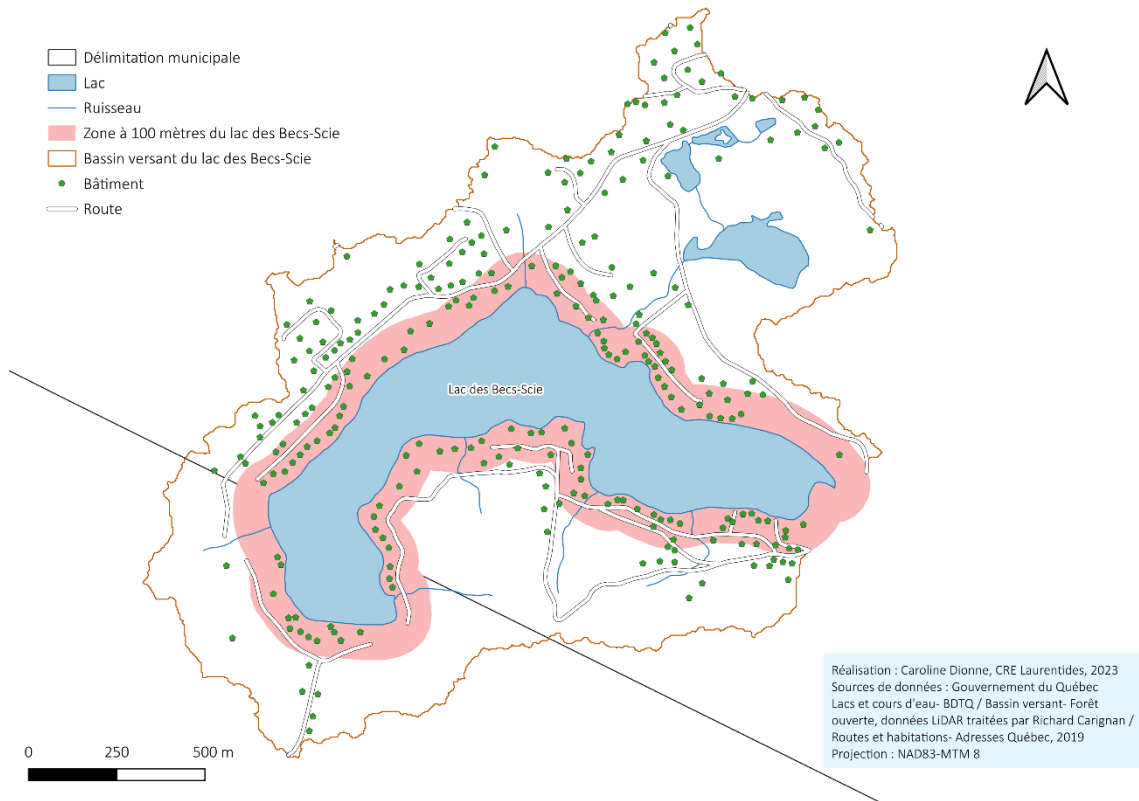 Délimitation municipale
Lac
Ruisseau
Zone à 100 mètres du lac des Becs-Scie
Bassin versant du lac des Becs-Scie
Bâtiment
Route
Lac des Becs-Scie
Réalisation : Caroline Dionne, CRE Laurentides, 2023
Sources de données : Gouvernement du Québec
Lacs et cours d'eau- BDTQ / Bassin versant- Forêt
ouverte, données LiDAR traitées par Richard Carignan /
Routes et habitations- Adresses Québec, 2019
Projection : NAD83-MTM 8
0 250 500 m